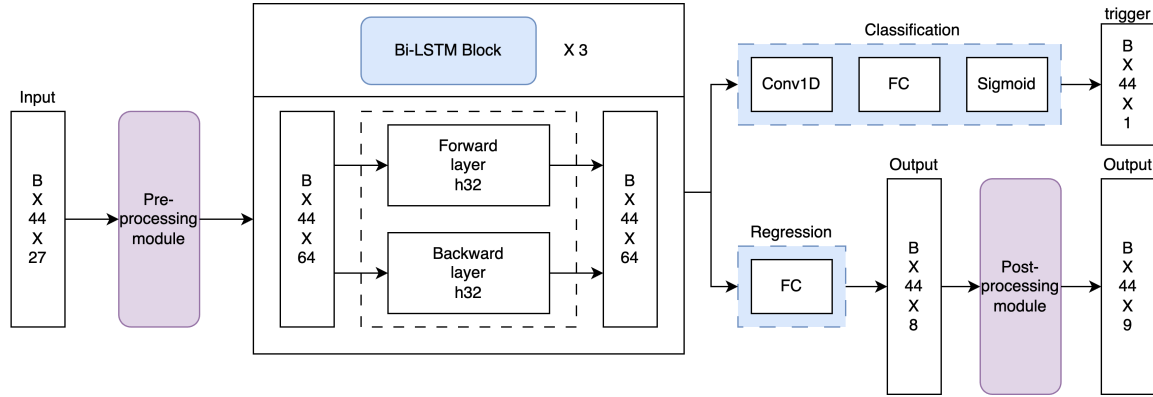 Input
B
X
44
X
27
Pre-
processing
module
Bi-LSTM Block
X 3
B
X
44
X
64
Forward
layer
h32
Backward
layer
h32
B
X
44
X
64
Classification
Conv1D
FC
Sigmoid
trigger
B
X
44
X
1
Regression
FC
Output
B
X
44
X
8
Post-
processing
module
Output
B
X
44
X
9